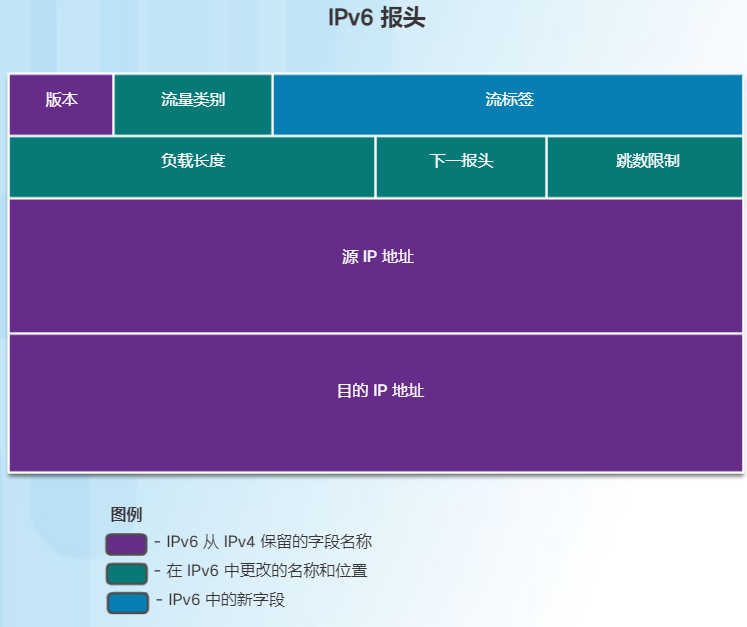 IPv6 报头
版本 流量类别 流标签
负载长度 下一报头 跳数限制
源 IP 地址
目的 IP 地址
图例
- IPv6 从 IPv4 保留的字段名称
- 在 IPv6 中更改的名称和位置
- IPv6 中的新字段